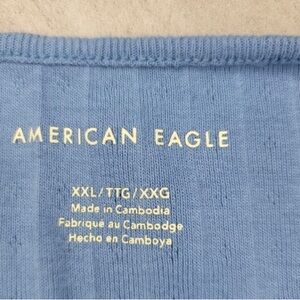 AMERICAN EAGLE
XXL/TTG/XXG
Made in Cambodia
Fabriqué au Cambodge
Hecho en Camboya